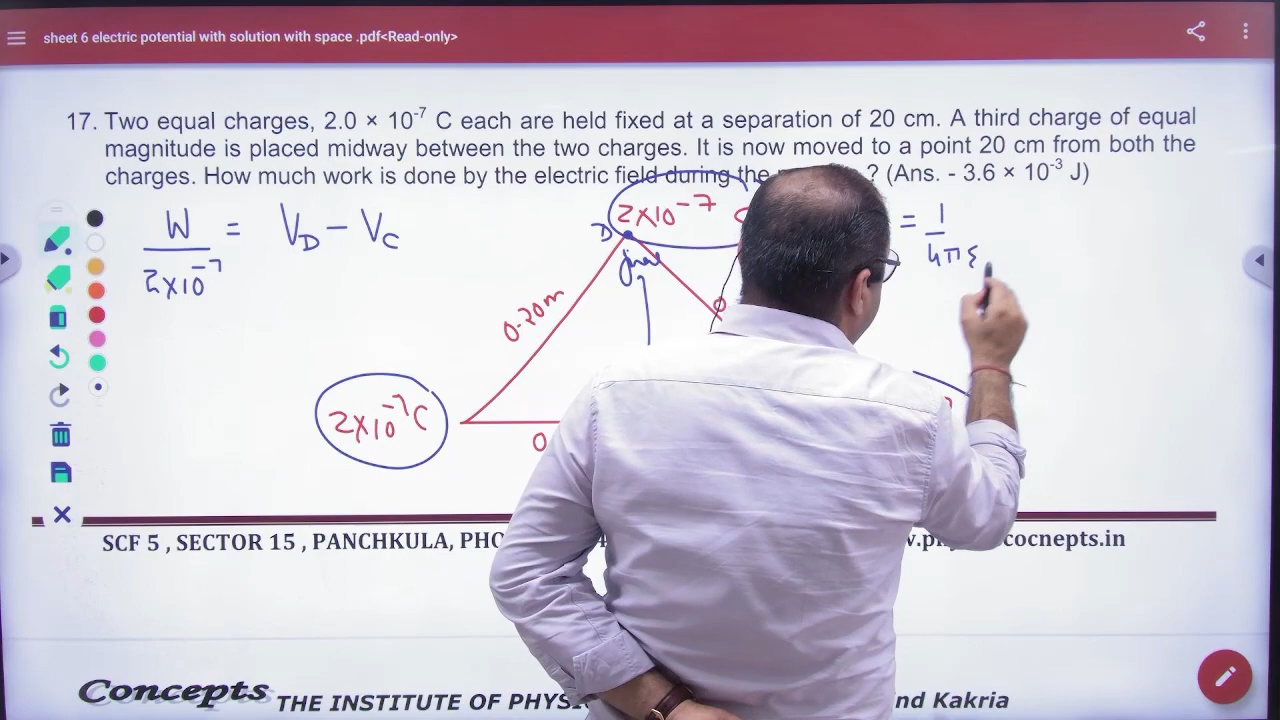 sheet 6 electric potential with solution with space .pdf<Read-only>
17. Two equal charges, 2.0 × 10⁻⁷ C each are held fixed at a separation of 20 cm. A third charge of equal
magnitude is placed midway between the two charges. It is now moved to a point 20 cm from both the
charges. How much work is done by the electric field during the ? (Ans. - 3.6 × 10⁻³ J)
W / 2×10⁻⁷ = V_D - V_C
2×10⁻⁷ C
D
= 1 / 4πε
0.20m
2×10⁻⁷C
0
SCF 5 , SECTOR 15 , PANCHKULA, cocnepts.in
Concepts THE INSTITUTE OF Kakria